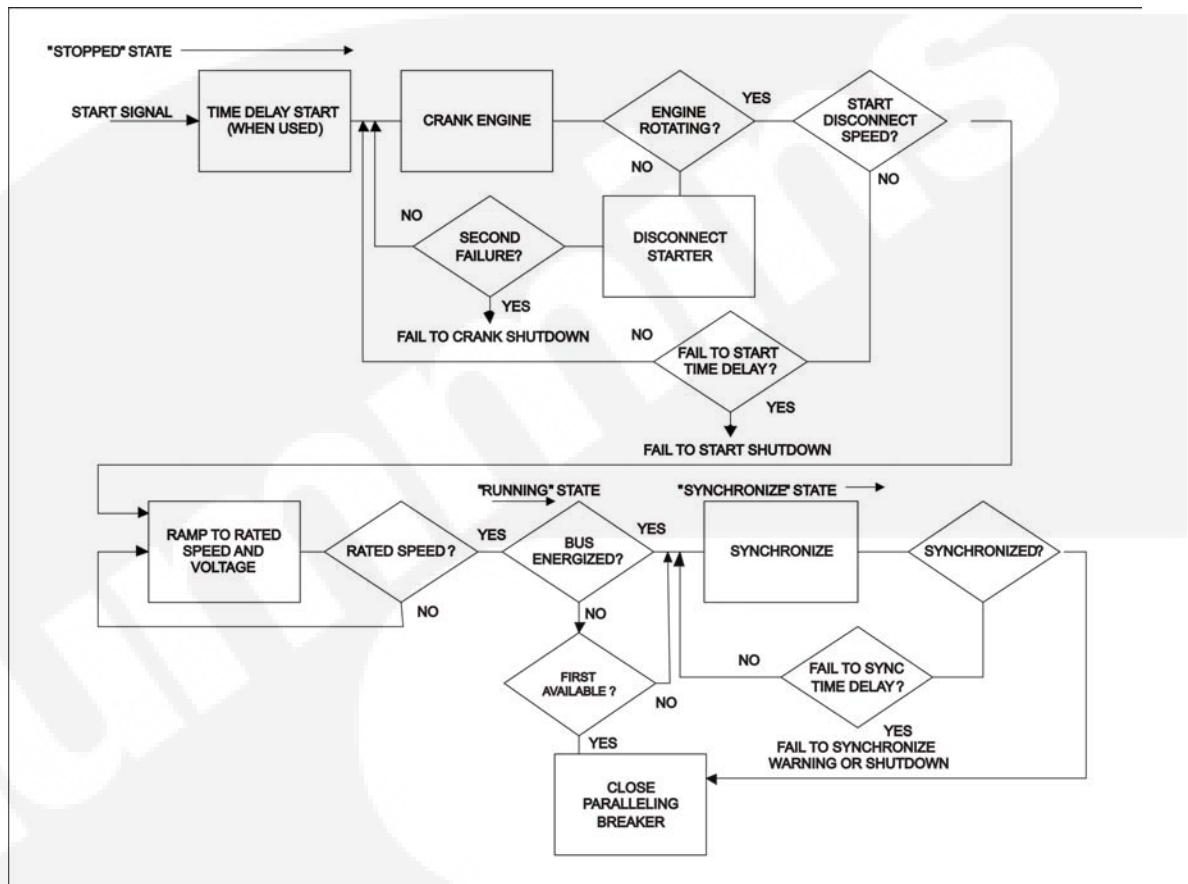 "STOPPED" STATE
START SIGNAL
TIME DELAY START
(WHEN USED)
CRANK ENGINE
ENGINE
ROTATING?
YES
START
DISCONNECT
SPEED?
NO
NO
NO
SECOND
FAILURE?
DISCONNECT
STARTER
YES
FAIL TO CRANK SHUTDOWN
NO
FAIL TO START
TIME DELAY?
YES
FAIL TO START SHUTDOWN
"RUNNING" STATE
"SYNCHRONIZE" STATE
RAMP TO RATED
SPEED AND
VOLTAGE
RATED SPEED?
YES
BUS
ENERGIZED?
YES
SYNCHRONIZE
SYNCHRONIZED?
NO
NO
FIRST
AVAILABLE ?
NO
NO
FAIL TO SYNC
TIME DELAY?
YES
YES
FAIL TO SYNCHRONIZE
WARNING OR SHUTDOWN
CLOSE
PARALLELING
BREAKER
ummins